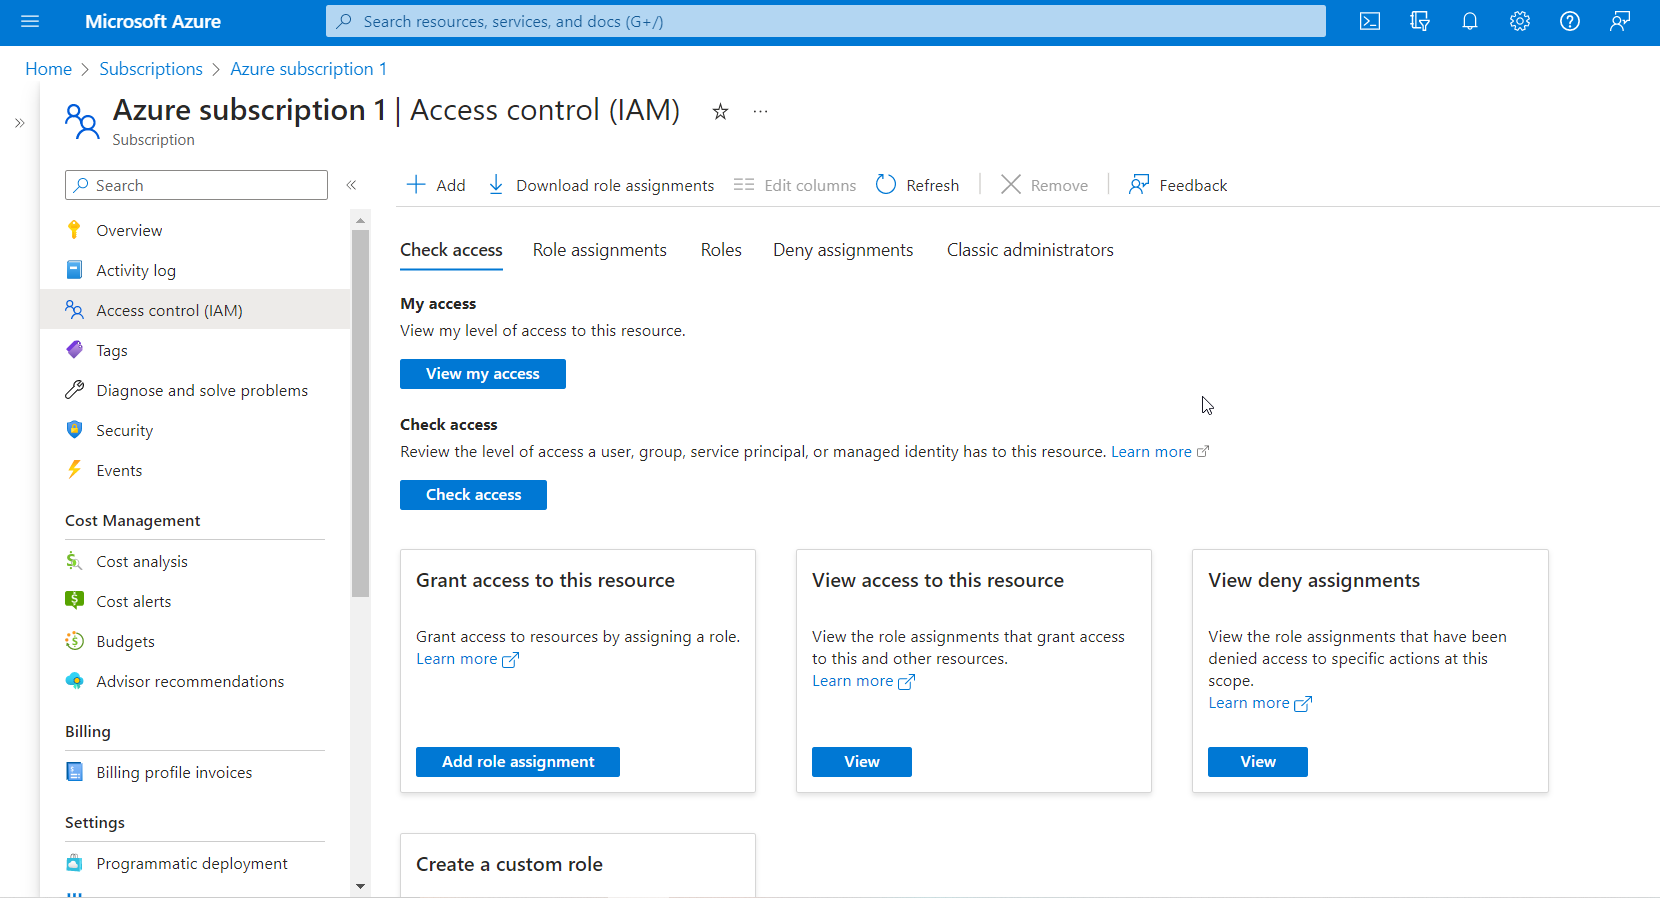 Microsoft Azure
Search resources, services, and docs (G+/)
Home > Subscriptions > Azure subscription 1
Azure subscription 1 | Access control (IAM)
Subscription
Search
Overview
Activity log
Access control (IAM)
Tags
Diagnose and solve problems
Security
Events
Cost Management
Cost analysis
Cost alerts
Budgets
Advisor recommendations
Billing
Billing profile invoices
Settings
Programmatic deployment
Add Download role assignments Edit columns Refresh Remove Feedback
Check access Role assignments Roles Deny assignments Classic administrators
My access
View my level of access to this resource.
View my access
Check access
Review the level of access a user, group, service principal, or managed identity has to this resource. Learn more
Check access
Grant access to this resource
Grant access to resources by assigning a role.
Learn more
Add role assignment
View access to this resource
View the role assignments that grant access
to this and other resources.
Learn more
View
View deny assignments
View the role assignments that have been
denied access to specific actions at this
scope.
Learn more
View
Create a custom role